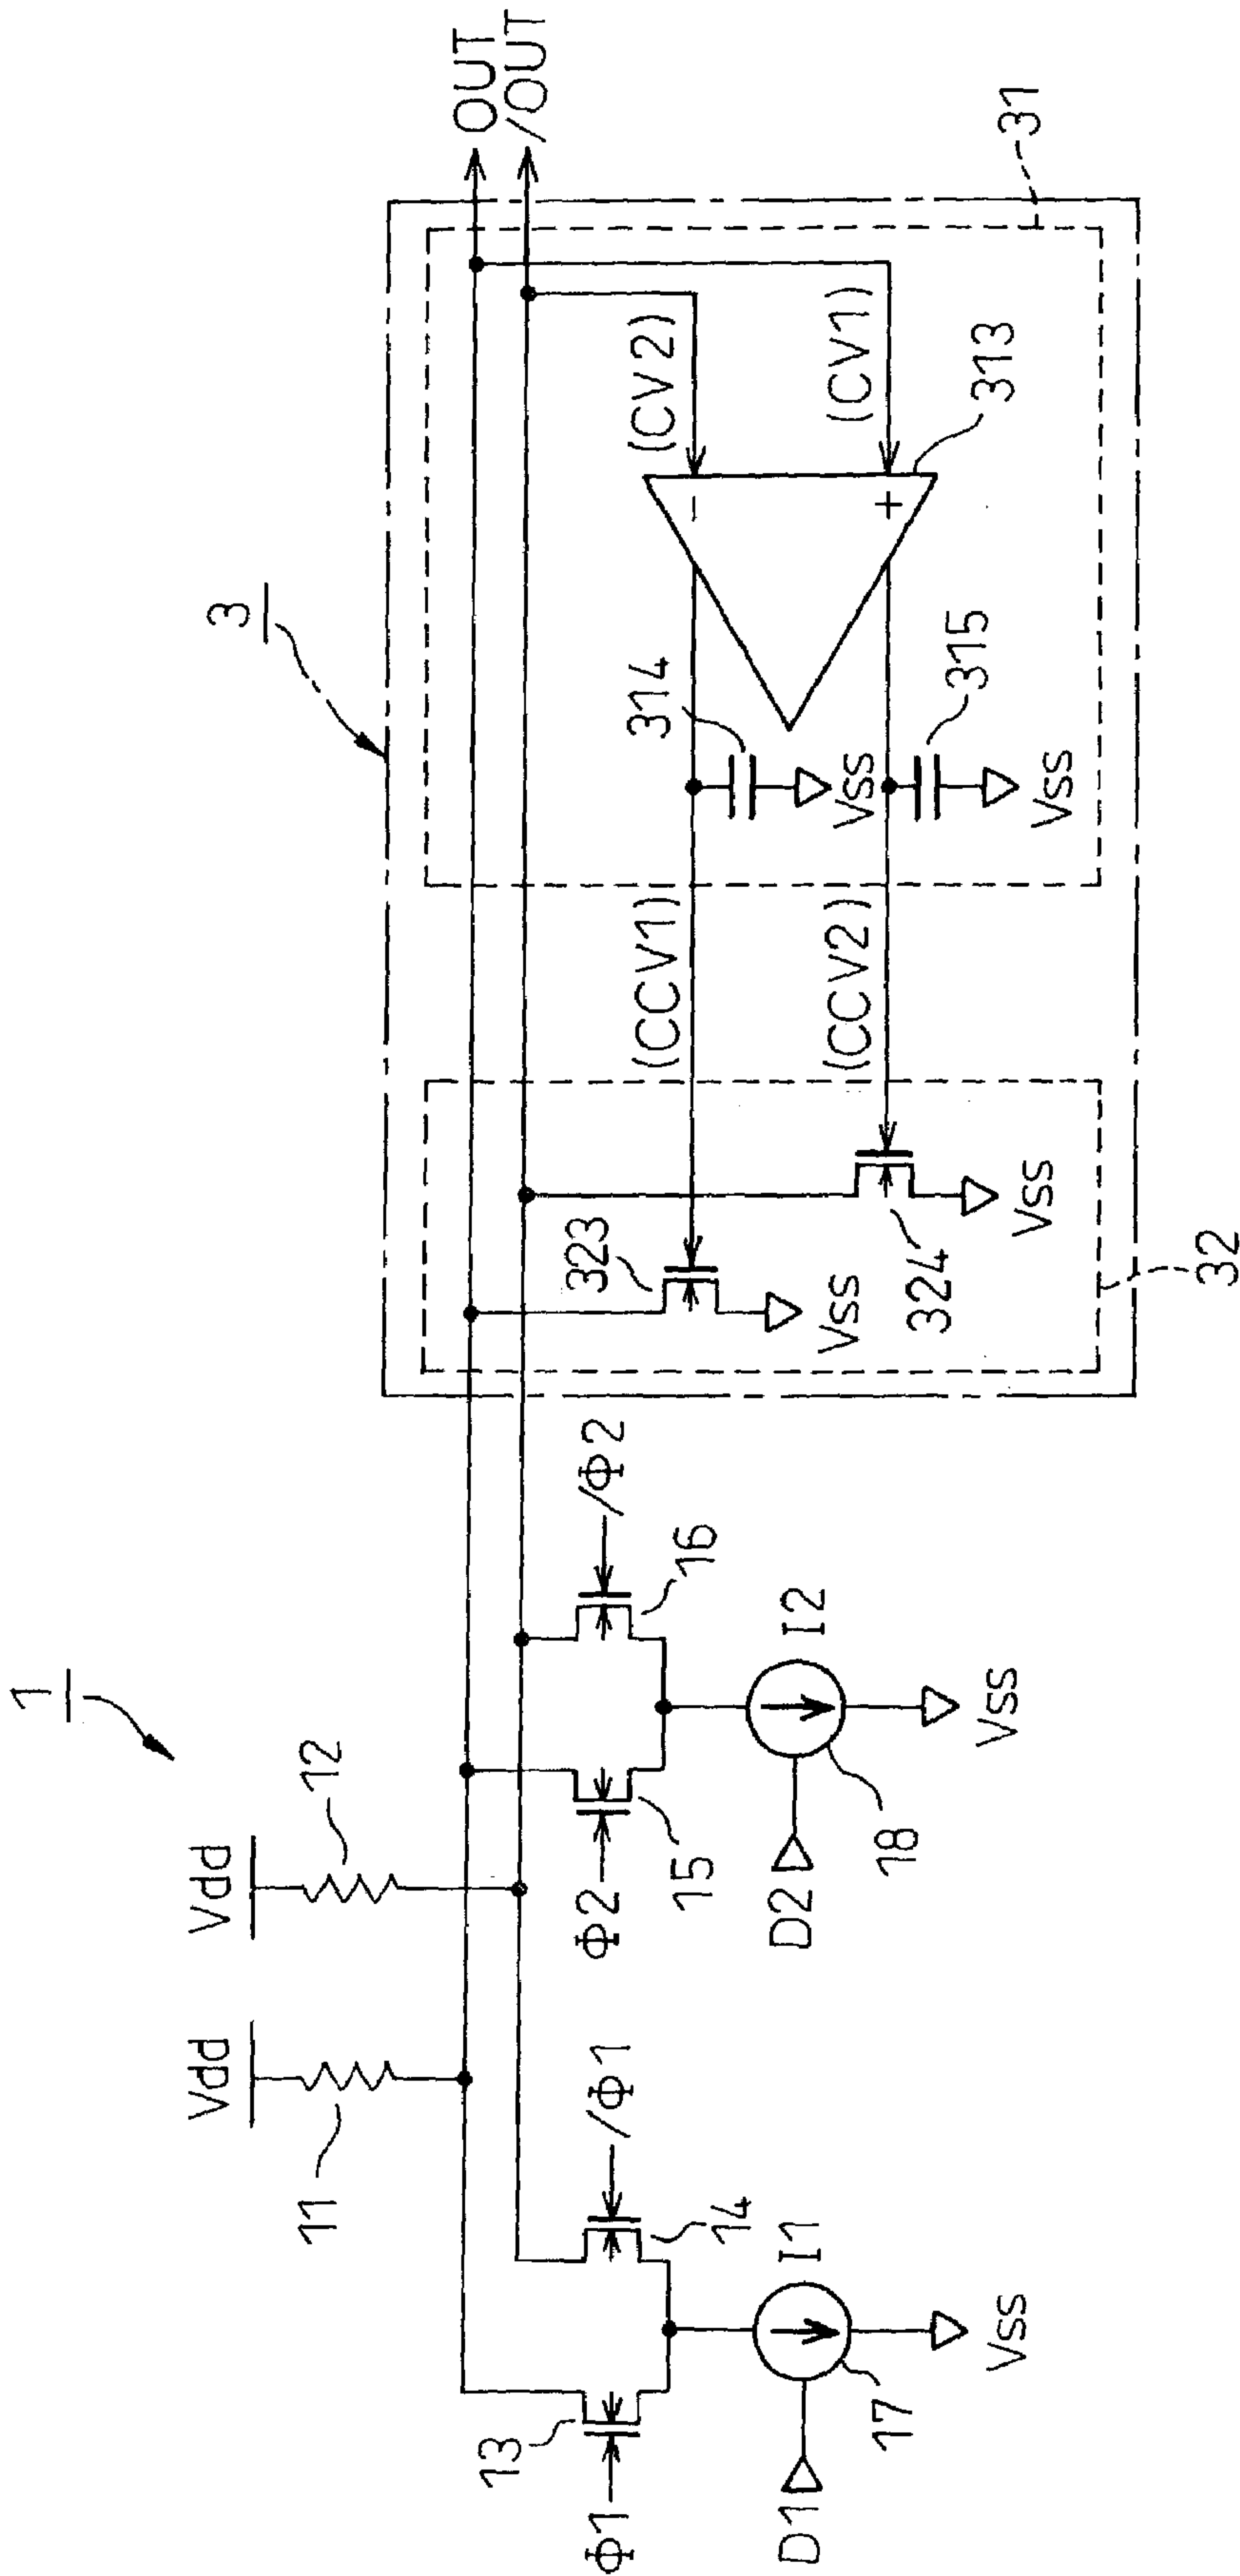 1
3
Vdd
Vdd
11
12
OUT
/OUT
Φ1
13
/Φ1
14
Φ2
15
/Φ2
16
D1
17
I1
Vss
D2
18
I2
Vss
323
Vss
324
Vss
32
(CCV1)
(CCV2)
314
Vss
315
Vss
-
+
313
(CV2)
(CV1)
31